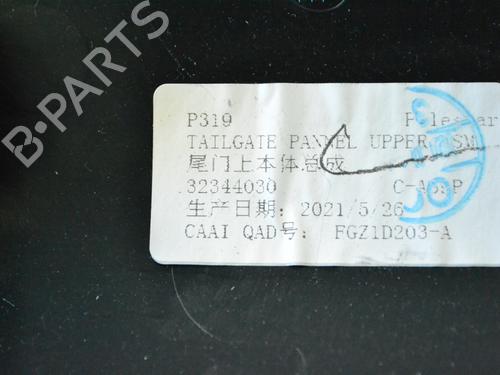 B-PARTS
P319
TAILGATE PANNEL UPPER ASM
尾门上本体总成
32344030
生产日期: 2021/5/26
CAAI QAD号: FGZ1D203-A